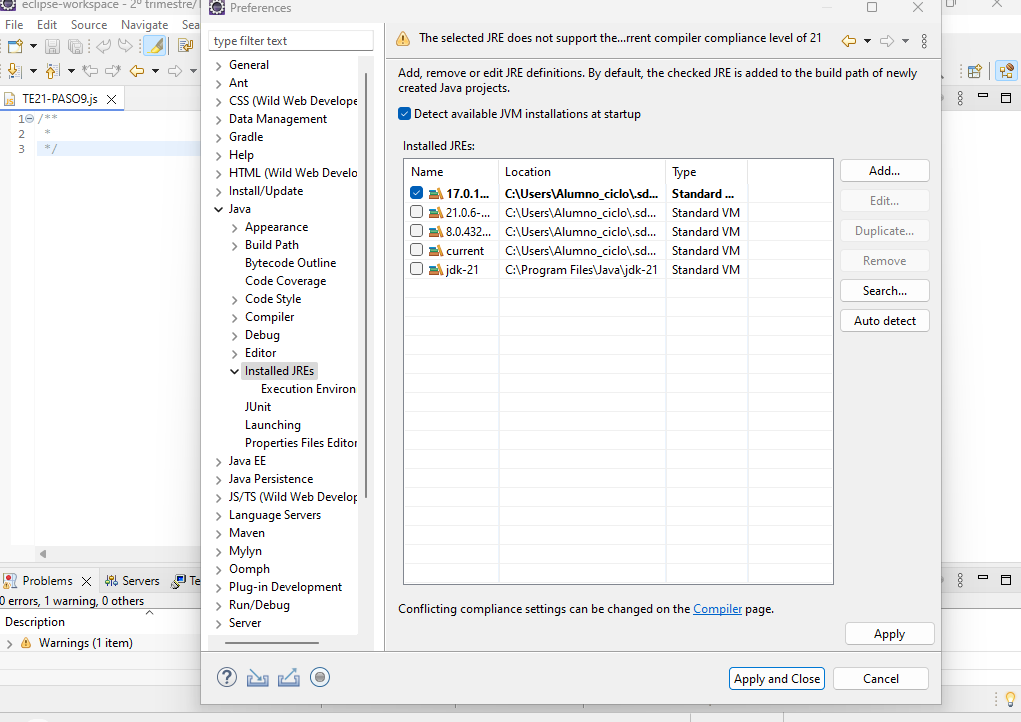 eclipse-workspace - 2º trimestre/
Preferences
File Edit Source Navigate Sea
type filter text
The selected JRE does not support the...rrent compiler compliance level of 21
TE21-PASO9.js
1 /**
2 *
3 */
General
Ant
CSS (Wild Web Develope
Data Management
Gradle
Help
HTML (Wild Web Develo
Install/Update
Java
Appearance
Build Path
Bytecode Outline
Code Coverage
Code Style
Compiler
Debug
Editor
Installed JREs
Execution Environ
JUnit
Launching
Properties Files Editor
Java EE
Java Persistence
JS/TS (Wild Web Develop
Language Servers
Maven
Mylyn
Oomph
Plug-in Development
Run/Debug
Server
Add, remove or edit JRE definitions. By default, the checked JRE is added to the build path of newly
created Java projects.
Detect available JVM installations at startup
Installed JREs:
Name Location Type
17.0.1... C:\Users\Alumno_ciclo\.sd... Standard ...
21.0.6-... C:\Users\Alumno_ciclo\.sd... Standard VM
8.0.432... C:\Users\Alumno_ciclo\.sd... Standard VM
current C:\Users\Alumno_ciclo\.sd... Standard VM
jdk-21 C:\Program Files\Java\jdk-21 Standard VM
Add...
Edit...
Duplicate...
Remove
Search...
Auto detect
Conflicting compliance settings can be changed on the Compiler page.
Apply
Apply and Close Cancel
Problems Servers Te
0 errors, 1 warning, 0 others
Description
Warnings (1 item)